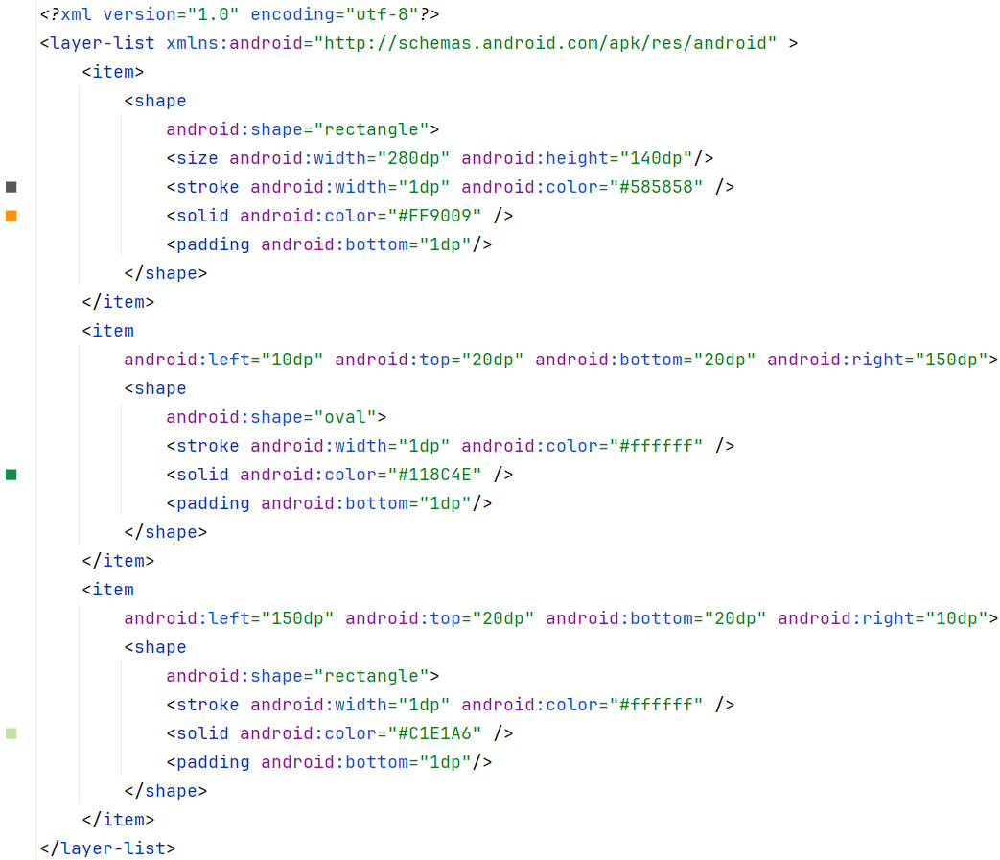 <?xml version="1.0" encoding="utf-8"?>
<layer-list xmlns:android="http://schemas.android.com/apk/res/android" >
    <item>
        <shape
            android:shape="rectangle">
            <size android:width="280dp" android:height="140dp"/>
            <stroke android:width="1dp" android:color="#585858" />
            <solid android:color="#FF9009" />
            <padding android:bottom="1dp"/>
        </shape>
    </item>
    <item
        android:left="10dp" android:top="20dp" android:bottom="20dp" android:right="150dp">
        <shape
            android:shape="oval">
            <stroke android:width="1dp" android:color="#ffffff" />
            <solid android:color="#118C4E" />
            <padding android:bottom="1dp"/>
        </shape>
    </item>
    <item
        android:left="150dp" android:top="20dp" android:bottom="20dp" android:right="10dp">
        <shape
            android:shape="rectangle">
            <stroke android:width="1dp" android:color="#ffffff" />
            <solid android:color="#C1E1A6" />
            <padding android:bottom="1dp"/>
        </shape>
    </item>
</layer-list>